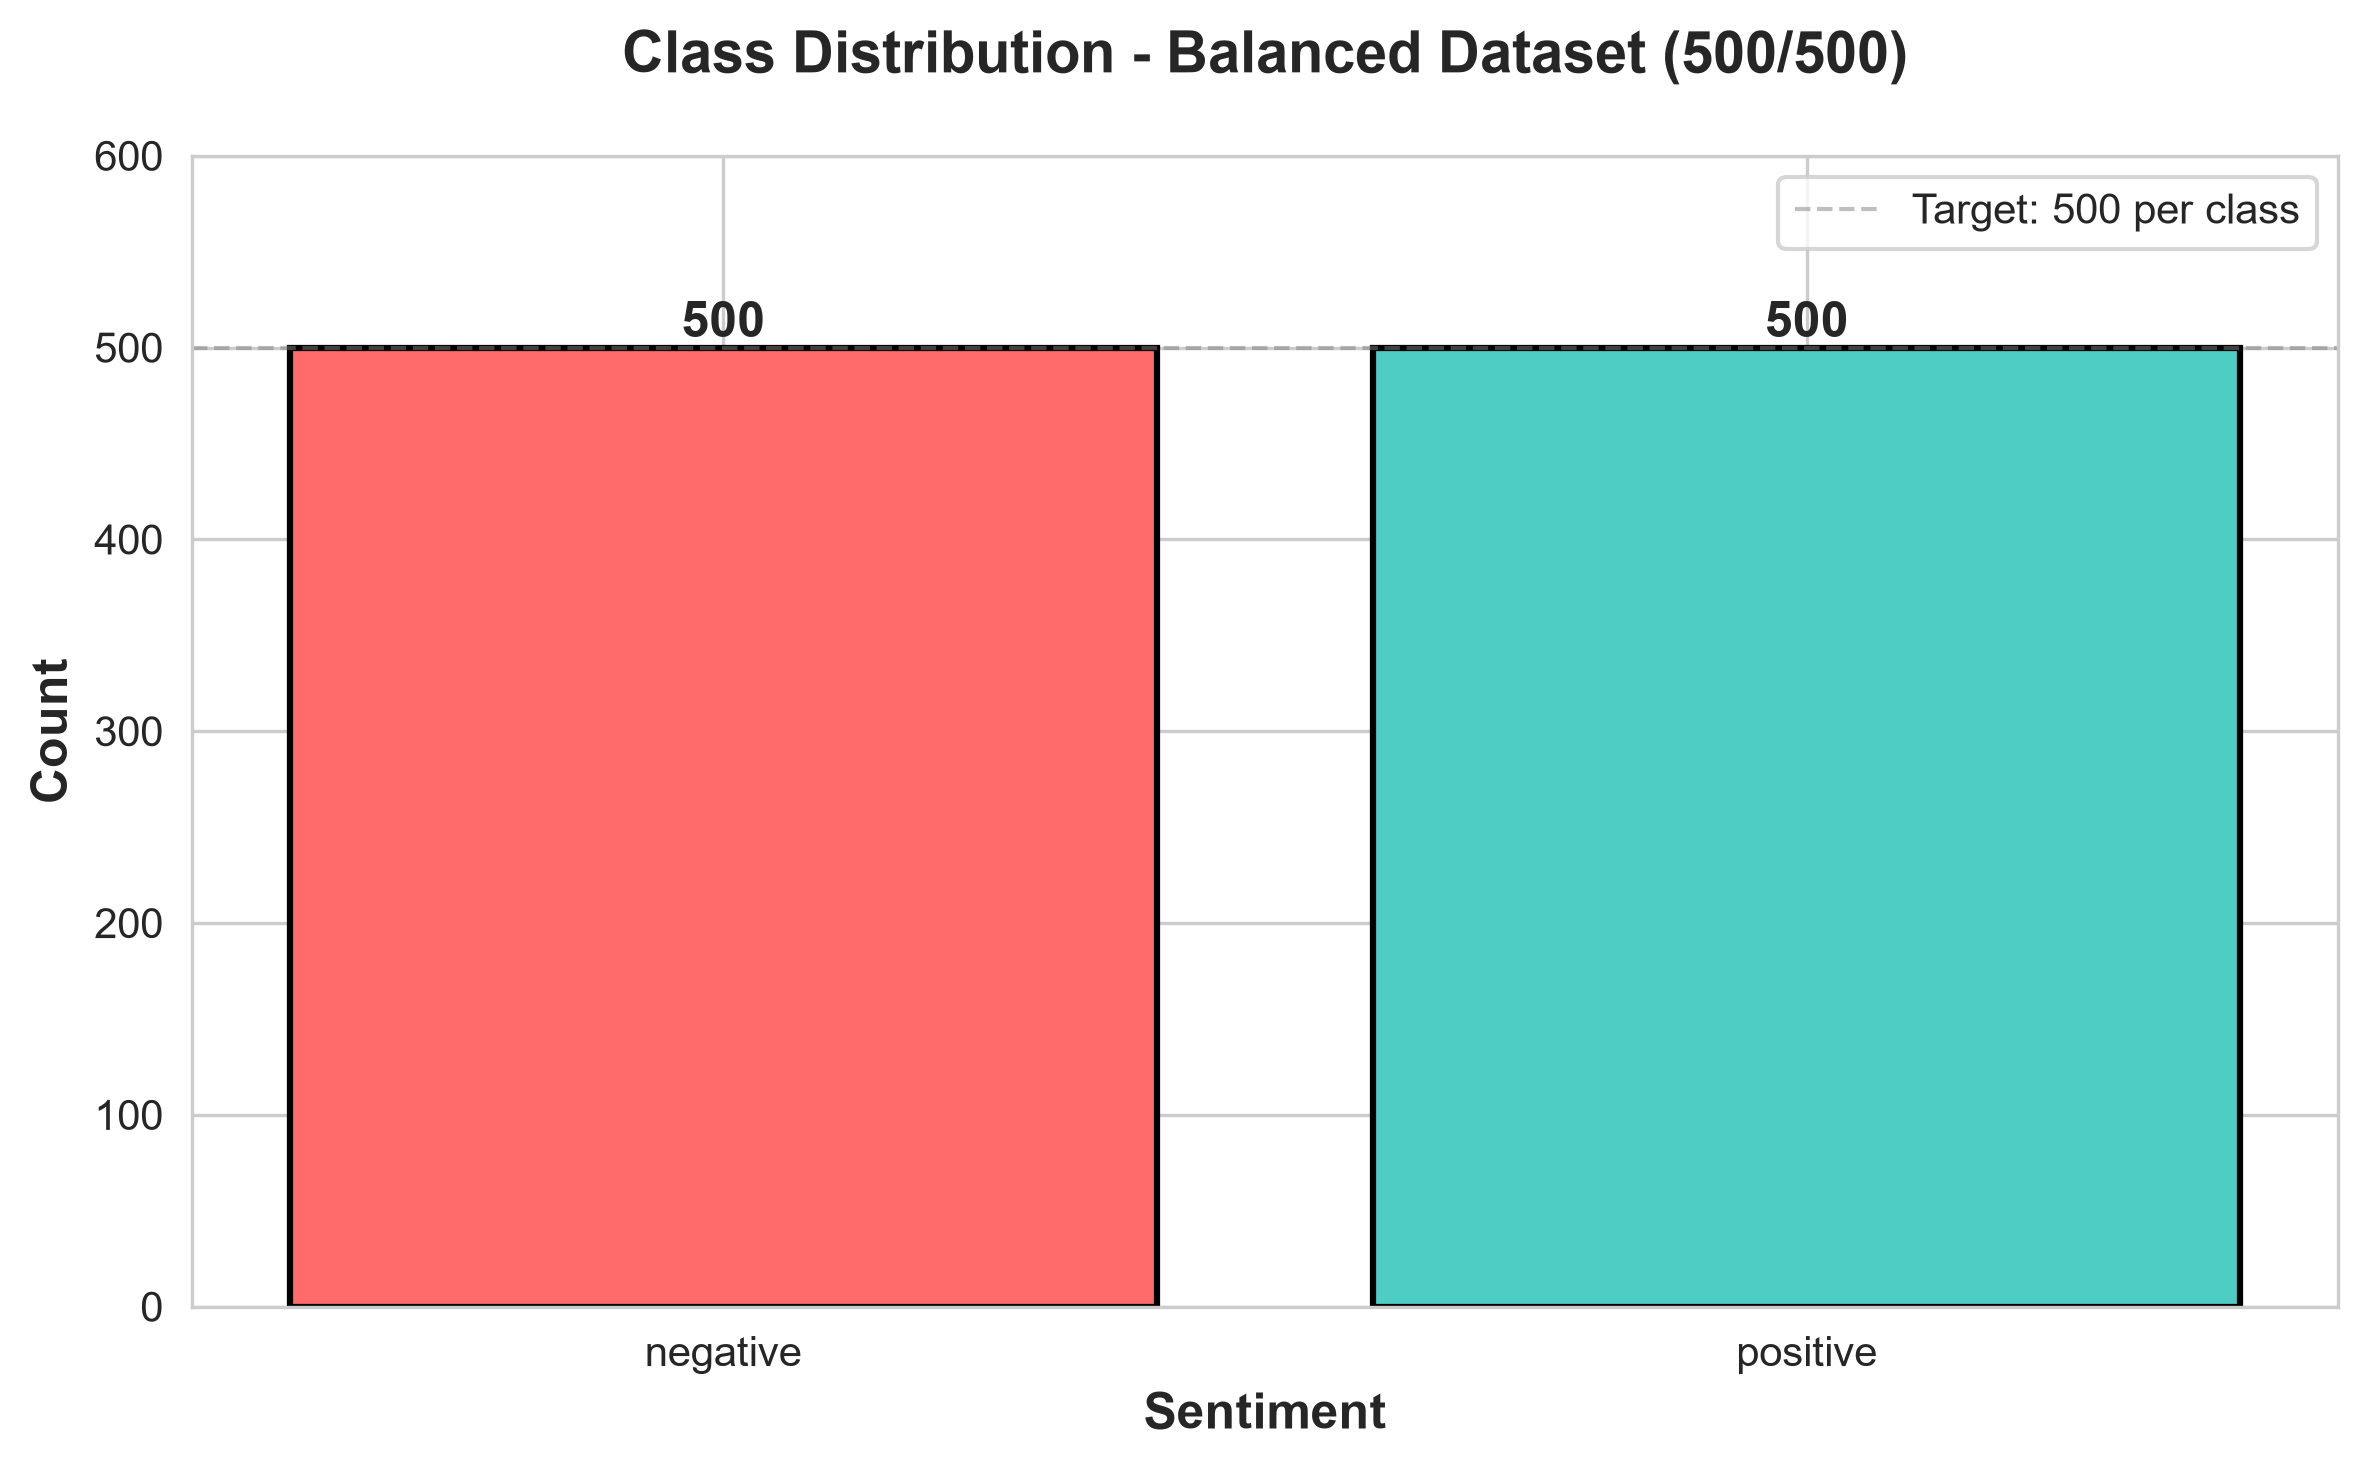 Class Distribution - Balanced Dataset (500/500)
600
Target: 500 per class
500
500
500
400
300
200
100
0
Count
negative
positive
Sentiment